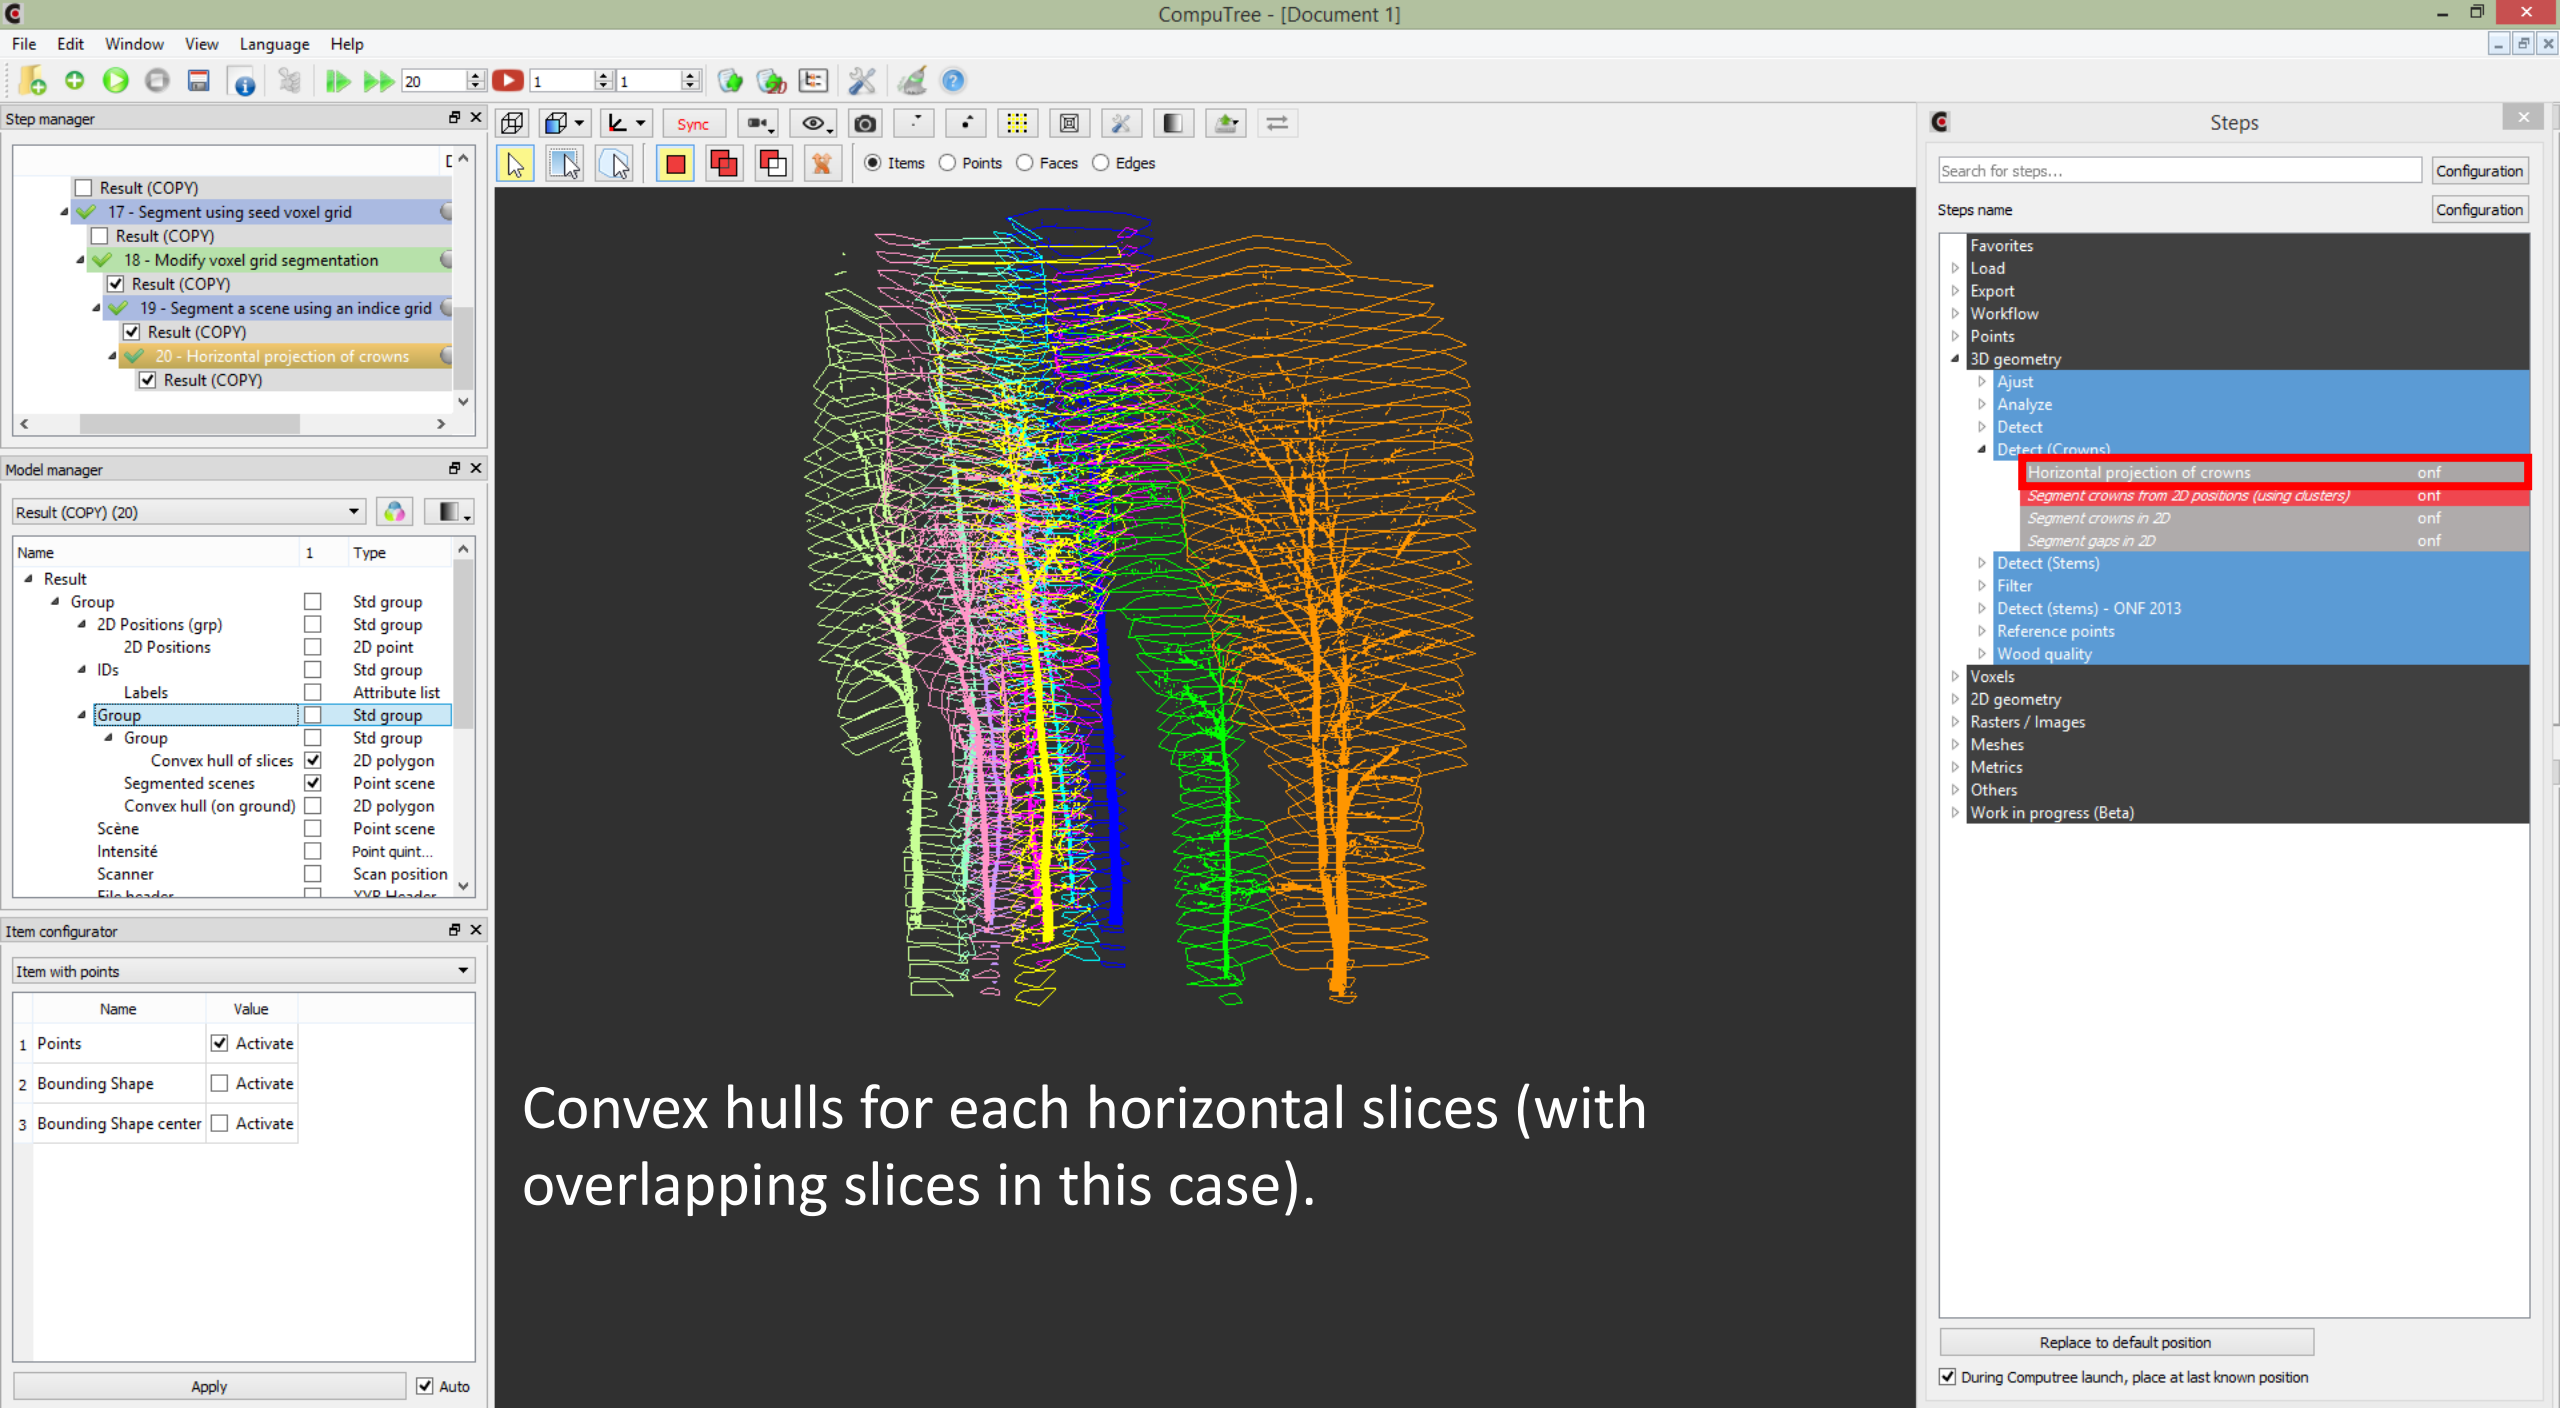 CompuTree - [Document 1]
File Edit Window View Language Help
20 1 1
Step manager
Result (COPY)
17 - Segment using seed voxel grid
Result (COPY)
18 - Modify voxel grid segmentation
Result (COPY)
19 - Segment a scene using an indice grid
Result (COPY)
20 - Horizontal projection of crowns
Result (COPY)
Model manager
Result (COPY) (20)
Name 1 Type
Result
Group Std group
2D Positions (grp) Std group
2D Positions 2D point
IDs Std group
Labels Attribute list
Group Std group
Group Std group
Convex hull of slices 2D polygon
Segmented scenes Point scene
Convex hull (on ground) 2D polygon
Scène Point scene
Intensité Point quint...
Scanner Scan position
File header XYB Header
Item configurator
Item with points
Name Value
1 Points Activate
2 Bounding Shape Activate
3 Bounding Shape center Activate
Apply Auto
Sync
Items Points Faces Edges
Convex hulls for each horizontal slices (with
overlapping slices in this case).
Steps
Search for steps... Configuration
Steps name Configuration
Favorites
Load
Export
Workflow
Points
3D geometry
Ajust
Analyze
Detect
Detect (Crowns)
Horizontal projection of crowns onf
Segment crowns from 2D positions (using clusters) onf
Segment crowns in 2D onf
Segment gaps in 2D onf
Detect (Stems)
Filter
Detect (stems) - ONF 2013
Reference points
Wood quality
Voxels
2D geometry
Rasters / Images
Meshes
Metrics
Others
Work in progress (Beta)
Replace to default position
During Computree launch, place at last known position